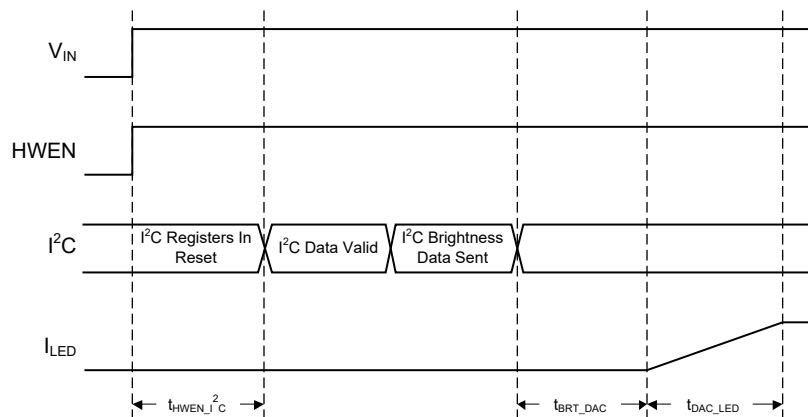 V_IN
HWEN
I²C
I²C Registers In
Reset
I²C Data Valid
I²C Brightness
Data Sent
I_LED
t_HWEN_I²C
t_BRT_DAC
t_DAC_LED